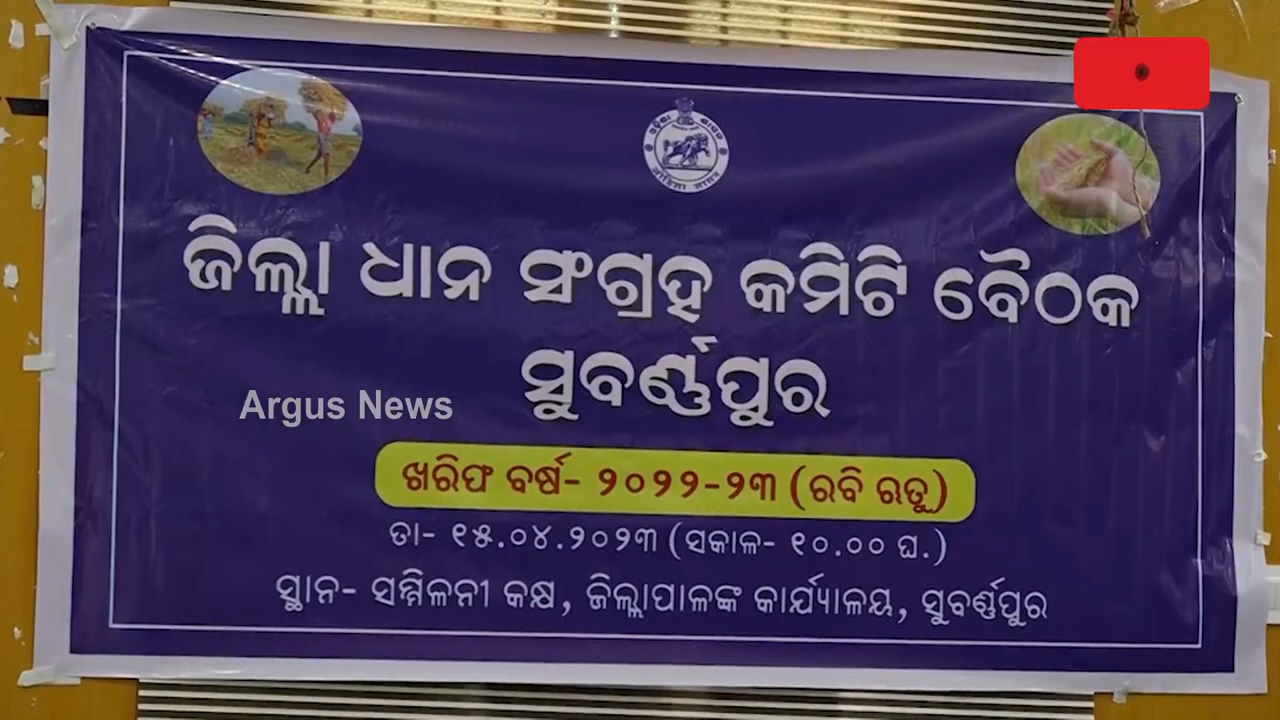 ଜିଲ୍ଲା ଧାନ ସଂଗ୍ରହ କମିଟି ବୈଠକ
ସୁବର୍ଣ୍ଣପୁର
Argus News
ଖରିଫ ବର୍ଷ- ୨୦୨୨-୨୩ (ରବି ଋତୁ)
ତା- ୧୫.୦୪.୨୦୨୩ (ସକାଳ- ୧୦.୦୦ ଘ.)
ସ୍ଥାନ- ସମ୍ମିଳନୀ କକ୍ଷ, ଜିଲ୍ଲାପାଳଙ୍କ କାର୍ଯ୍ୟାଳୟ, ସୁବର୍ଣ୍ଣପୁର